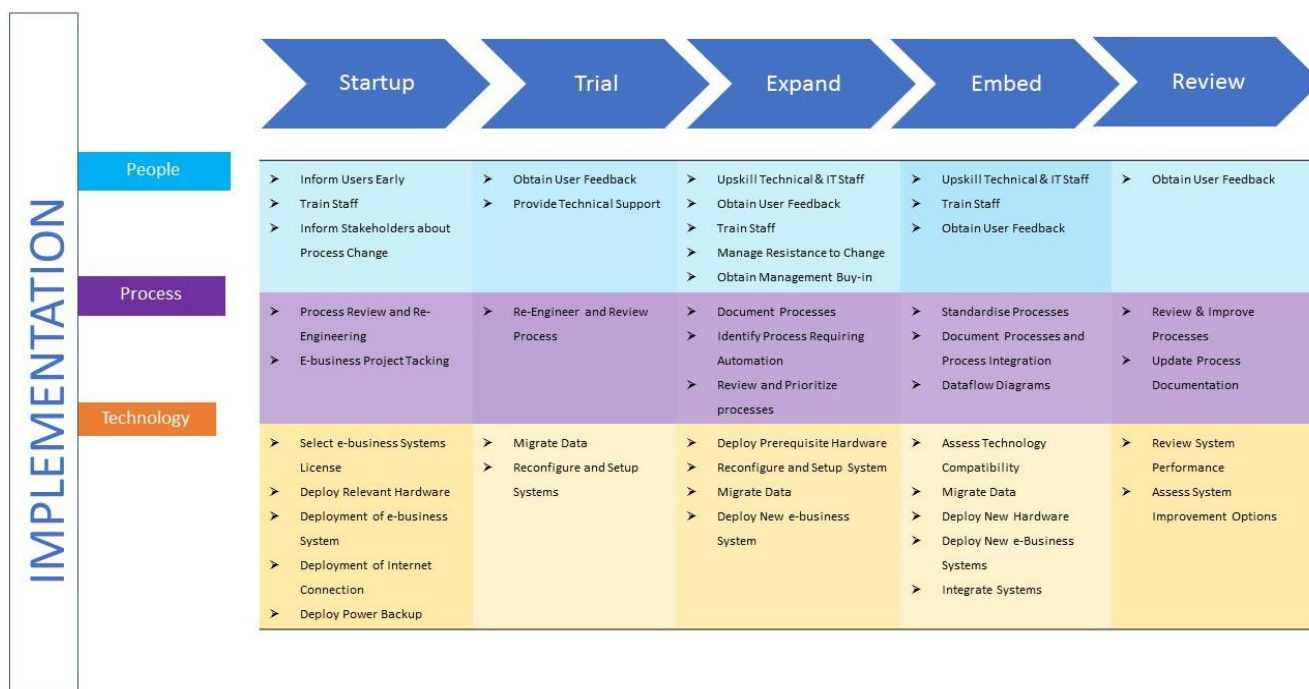 IMPLEMENTATION
Startup
Trial
Expand
Embed
Review
People
➢ Inform Users Early
➢ Train Staff
➢ Inform Stakeholders about
Process Change
➢ Obtain User Feedback
➢ Provide Technical Support
➢ Upskill Technical & IT Staff
➢ Obtain User Feedback
➢ Train Staff
➢ Manage Resistance to Change
➢ Obtain Management Buy-in
➢ Upskill Technical & IT Staff
➢ Train Staff
➢ Obtain User Feedback
➢ Obtain User Feedback
Process
➢ Process Review and Re-
Engineering
➢ E-business Project Tacking
➢ Re-Engineer and Review
Process
➢ Document Processes
➢ Identify Process Requiring
Automation
➢ Review and Prioritize
processes
➢ Standardise Processes
➢ Document Processes and
Process Integration
➢ Dataflow Diagrams
➢ Review & Improve
Processes
➢ Update Process
Documentation
Technology
➢ Select e-business Systems
License
➢ Deploy Relevant Hardware
➢ Deployment of e-business
System
➢ Deployment of Internet
Connection
➢ Deploy Power Backup
➢ Migrate Data
➢ Reconfigure and Setup
Systems
➢ Deploy Prerequisite Hardware
➢ Reconfigure and Setup System
➢ Migrate Data
➢ Deploy New e-business
System
➢ Assess Technology
Compatibility
➢ Migrate Data
➢ Deploy New Hardware
➢ Deploy New e-Business
Systems
➢ Integrate Systems
➢ Review System
Performance
➢ Assess System
Improvement Options